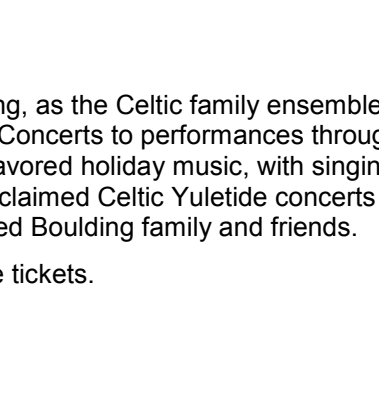 ng, as the Celtic family ensemble
Concerts to performances throug
avored holiday music, with singin
claimed Celtic Yuletide concerts
ed Boulding family and friends.
e tickets.